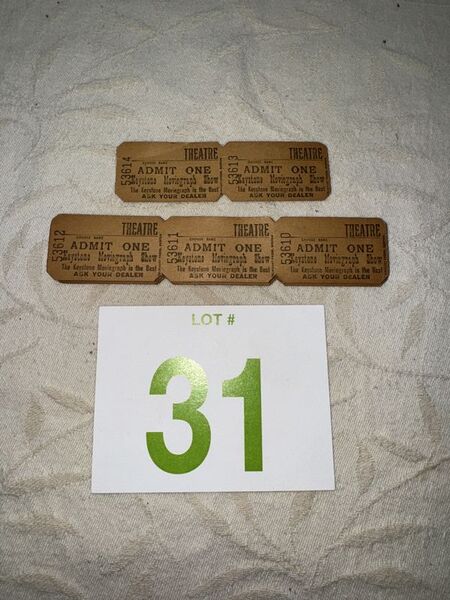 53614
THEATRE
ADMIT ONE
Keystone Moviegraph Show
The Keystone Moviegraph is the Best
ASK YOUR DEALER
53613
THEATRE
ADMIT ONE
Keystone Moviegraph Show
The Keystone Moviegraph is the Best
ASK YOUR DEALER
53612
THEATRE
ADMIT ONE
Keystone Moviegraph Show
The Keystone Moviegraph is the Best
ASK YOUR DEALER
53611
THEATRE
ADMIT ONE
Keystone Moviegraph Show
The Keystone Moviegraph is the Best
ASK YOUR DEALER
53610
THEATRE
ADMIT ONE
Keystone Moviegraph Show
The Keystone Moviegraph is the Best
ASK YOUR DEALER
LOT #
31